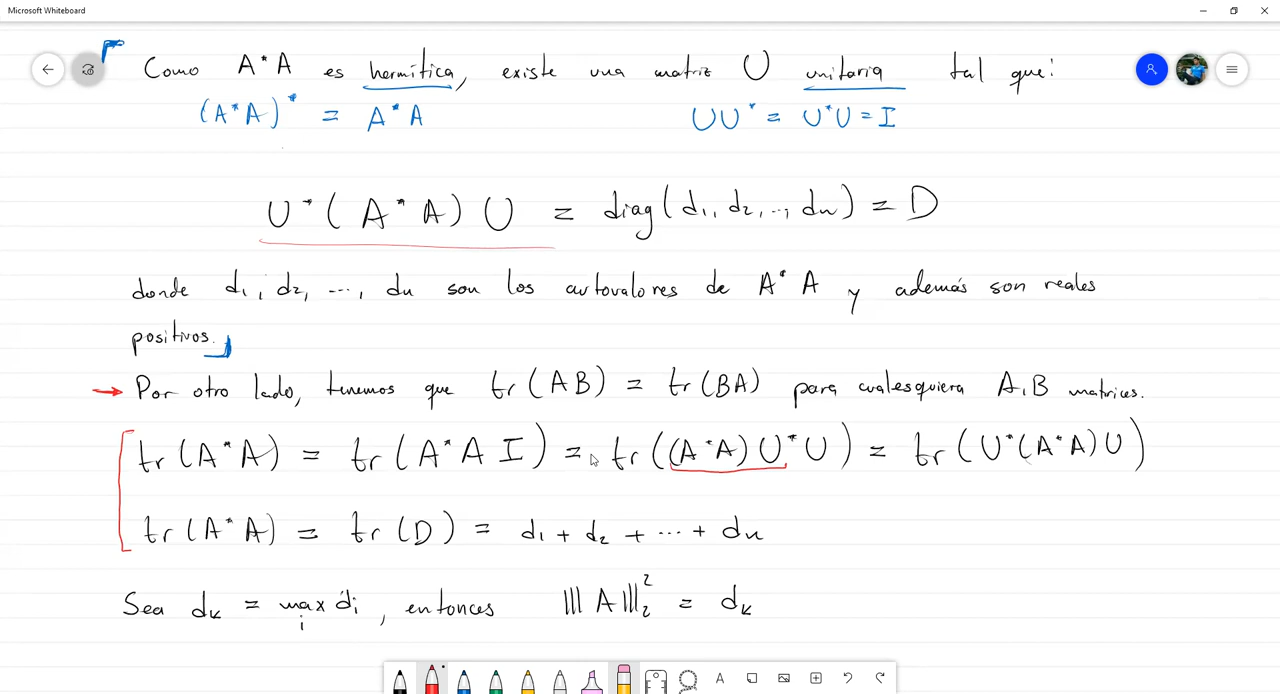 Microsoft Whiteboard
Como A*A es hermítica, existe una matriz U unitaria tal que:
(A*A)* = A*A UU* = U*U = I
U*(A*A)U = diag(d1, d2, .., dn) = D
donde d1, d2, ..., dn son los autovalores de A*A y además son reales
positivos.
→ Por otro lado, tenemos que tr(AB) = tr(BA) para cualesquiera A,B matrices.
tr(A*A) = tr(A*A I) = tr((A*A)U*U) = tr(U*(A*A)U)
tr(A*A) = tr(D) = d1 + d2 + ... + dn
Sea dk = max di, entonces |||A|||₂² = dk
i
A